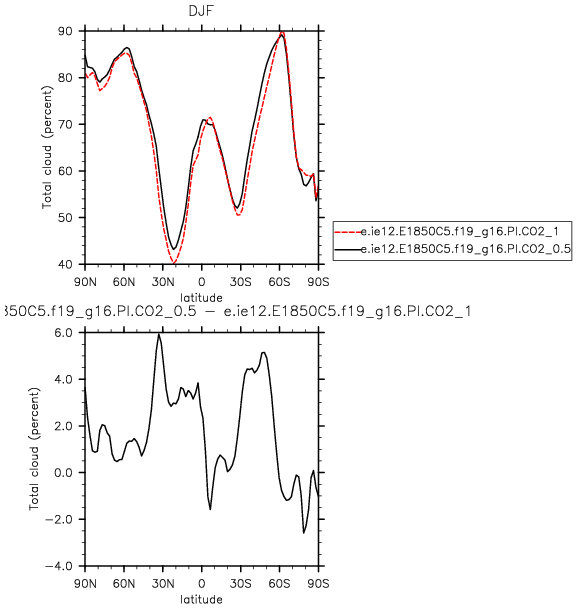 DJF
90
80
70
60
50
40
Total cloud (percent)
90N 60N 30N 0 30S 60S 90S
latitude
e.ie12.E1850C5.f19_g16.PI.CO2_1
e.ie12.E1850C5.f19_g16.PI.CO2_0.5
350C5.f19_g16.PI.CO2_0.5 − e.ie12.E1850C5.f19_g16.PI.CO2_1
6.0
4.0
2.0
0.0
−2.0
−4.0
Total cloud (percent)
90N 60N 30N 0 30S 60S 90S
latitude